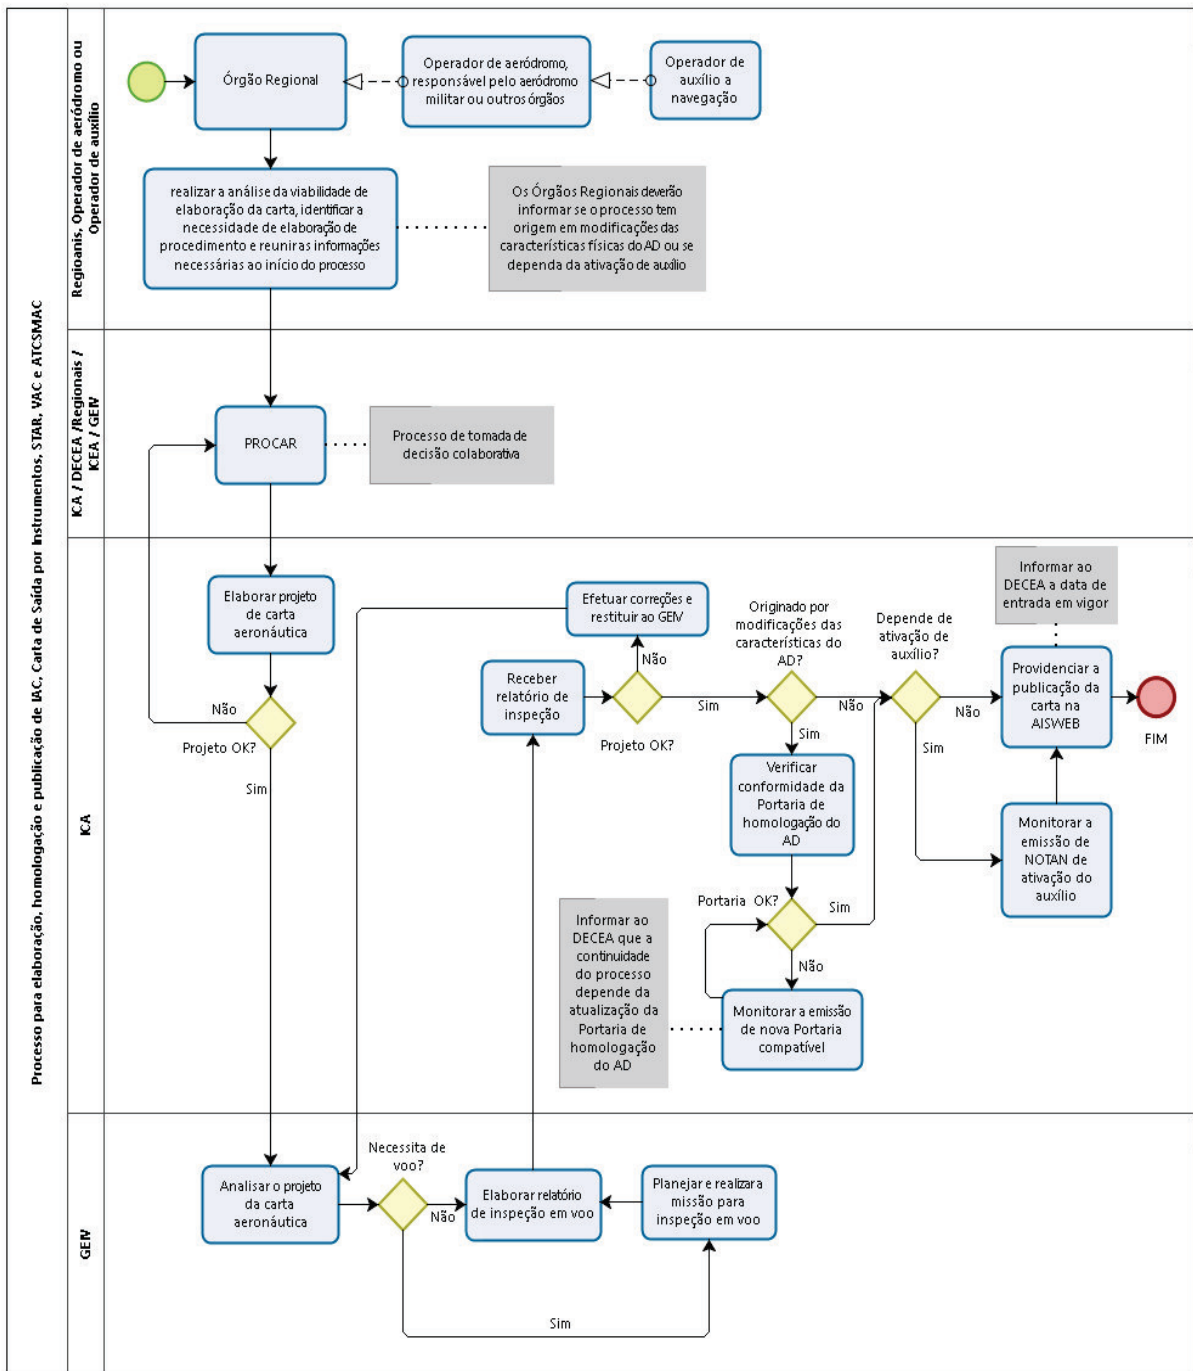 Processo para elaboração, homologação e publicação de IAC, Carta de Saída por Instrumentos, STAR, VAC e ATCSMAC
Regioanis, Operador de aeródromo ou
Operador de auxílio
Órgão Regional
Operador de aeródromo,
responsável pelo aeródromo
militar ou outros órgãos
Operador de
auxílio a
navegação
realizar a análise da viabilidade de
elaboração da carta, identificar a
necessidade de elaboração de
procedimento e reuniras informações
necessárias ao início do processo
Os Órgãos Regionais deverão
informar se o processo tem
origem em modificações das
características físicas do AD ou se
dependa da ativação de auxílio
ICA / DECEA /Regionais /
ICEA / GEIV
PROCAR
Processo de tomada de
decisão colaborativa
ICA
Elaborar projeto
de carta
aeronáutica
Não
Projeto OK?
Sim
Efetuar correções e
restituir ao GEIV
Não
Receber
relatório de
inspeção
Projeto OK?
Sim
Originado por
modificações das
características do
AD?
Não
Sim
Verificar
conformidade da
Portaria de
homologação do
AD
Portaria OK?
Sim
Não
Monitorar a emissão
de nova Portaria
compatível
Informar ao
DECEA que a
continuidade
do processo
depende da
atualização da
Portaria de
homologação
do AD
Depende de
ativação de
auxílio?
Não
Sim
Informar ao
DECEA a data de
entrada em vigor
Providenciar a
publicação da
carta na
AISWEB
FIM
Monitorar a
emissão de
NOTAN de
ativação do
auxílio
GEIV
Analisar o projeto
da carta
aeronáutica
Necessita de
voo?
Não
Elaborar relatório
de inspeção em voo
Planejar e realizar a
missão para
inspeção em voo
Sim